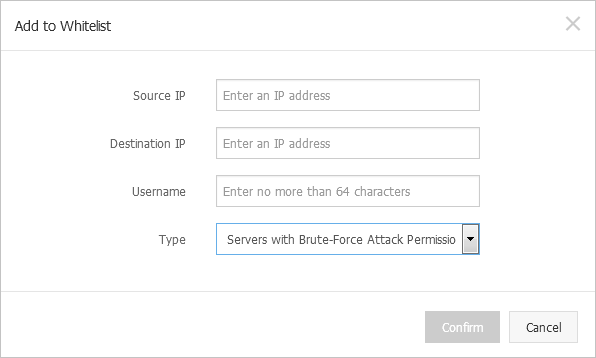 Add to Whitelist
Source IP Enter an IP address
Destination IP Enter an IP address
Username Enter no more than 64 characters
Type Servers with Brute-Force Attack Permissio
Confirm Cancel